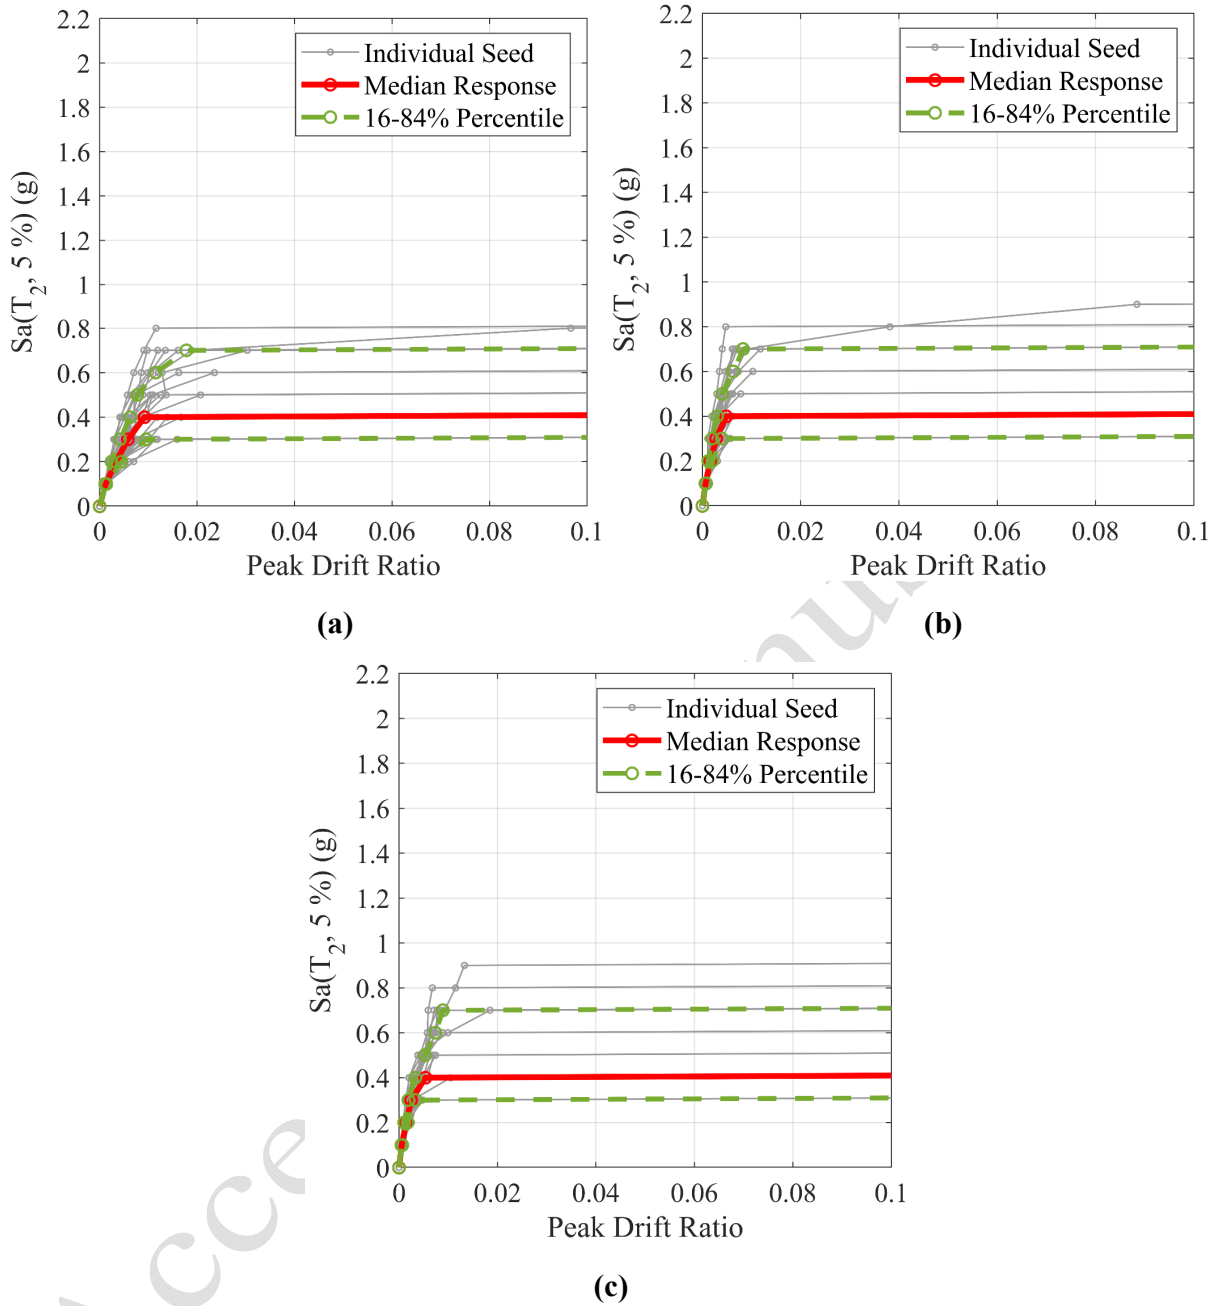 2.2
2
1.8
1.6
1.4
1.2
1
0.8
0.6
0.4
0.2
0
Sa(T2, 5 %) (g)
Individual Seed
Median Response
16-84% Percentile
0 0.02 0.04 0.06 0.08 0.1
Peak Drift Ratio
(a)
2.2
2
1.8
1.6
1.4
1.2
1
0.8
0.6
0.4
0.2
0
Sa(T2, 5 %) (g)
Individual Seed
Median Response
16-84% Percentile
0 0.02 0.04 0.06 0.08 0.1
Peak Drift Ratio
(b)
2.2
2
1.8
1.6
1.4
1.2
1
0.8
0.6
0.4
0.2
0
Sa(T2, 5 %) (g)
Individual Seed
Median Response
16-84% Percentile
0 0.02 0.04 0.06 0.08 0.1
Peak Drift Ratio
(c)